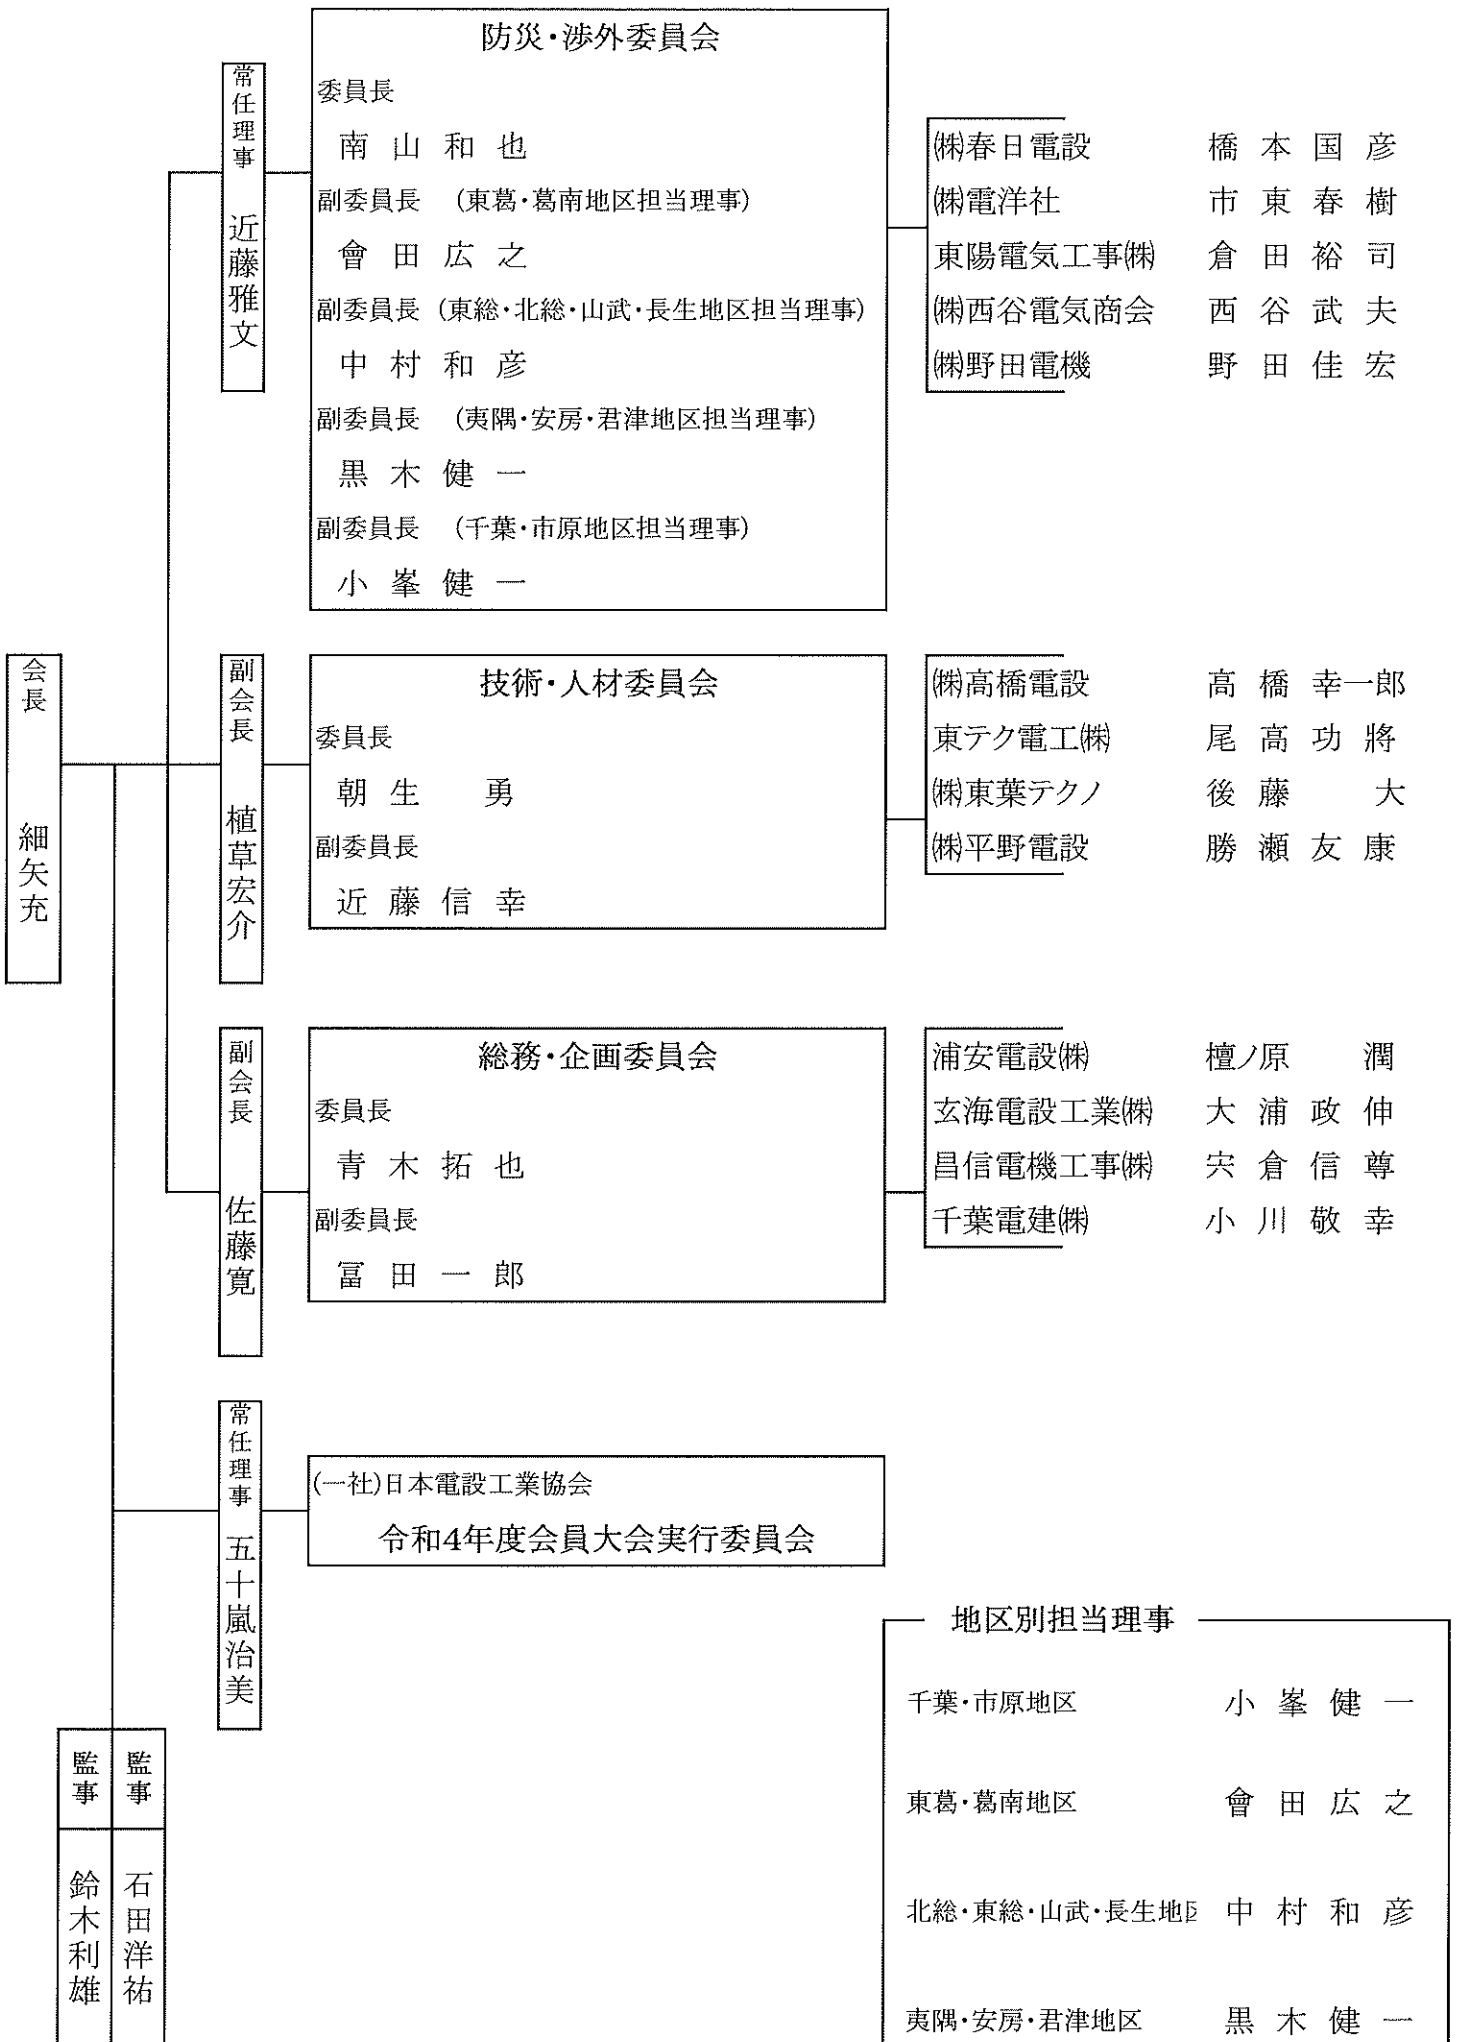 会長 細矢充
常任理事 近藤雅文
防災・渉外委員会
委員長
南山和也
副委員長 (東葛・葛南地区担当理事)
會田広之
副委員長 (東総・北総・山武・長生地区担当理事)
中村和彦
副委員長 (夷隅・安房・君津地区担当理事)
黒木健一
副委員長 (千葉・市原地区担当理事)
小峯健一
㈱春日電設 橋本国彦
㈱電洋社 市東春樹
東陽電気工事㈱ 倉田裕司
㈱西谷電気商会 西谷武夫
㈱野田電機 野田佳宏
副会長 植草宏介
技術・人材委員会
委員長
朝生 勇
副委員長
近藤信幸
㈱高橋電設 高橋幸一郎
東テク電工㈱ 尾高功將
㈱東葉テクノ 後藤 大
㈱平野電設 勝瀬友康
副会長 佐藤寛
総務・企画委員会
委員長
青木拓也
副委員長
冨田一郎
浦安電設㈱ 檀ノ原 潤
玄海電設工業㈱ 大浦政伸
昌信電機工事㈱ 宍倉信尊
千葉電建㈱ 小川敬幸
常任理事 五十嵐治美
(一社)日本電設工業協会
令和4年度会員大会実行委員会
監事 鈴木利雄
監事 石田洋祐
地区別担当理事
千葉・市原地区 小峯健一
東葛・葛南地区 會田広之
北総・東総・山武・長生地区 中村和彦
夷隅・安房・君津地区 黒木健一